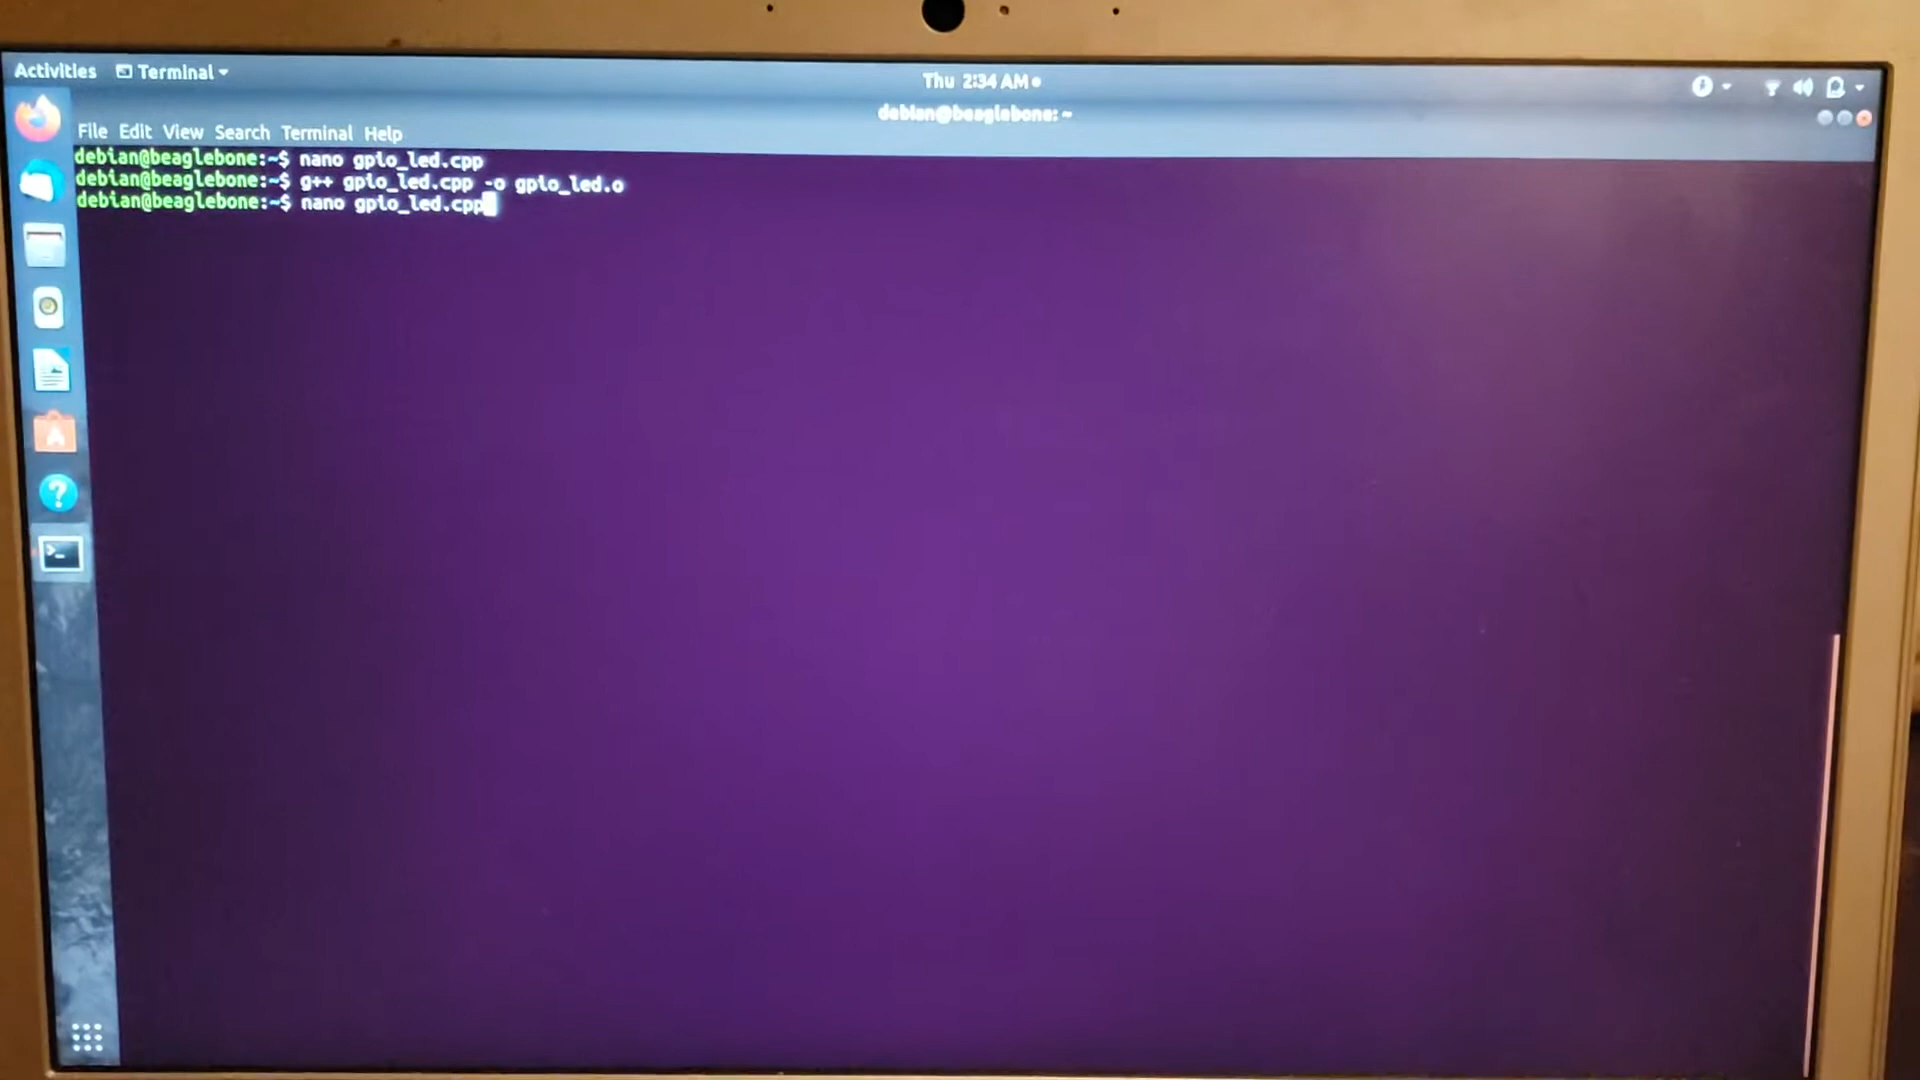 Activities Terminal
Thu 2:34 AM
debian@beaglebone: ~
File Edit View Search Terminal Help
debian@beaglebone:~$ nano gpio_led.cpp
debian@beaglebone:~$ g++ gpio_led.cpp -o gpio_led.o
debian@beaglebone:~$ nano gpio_led.cpp